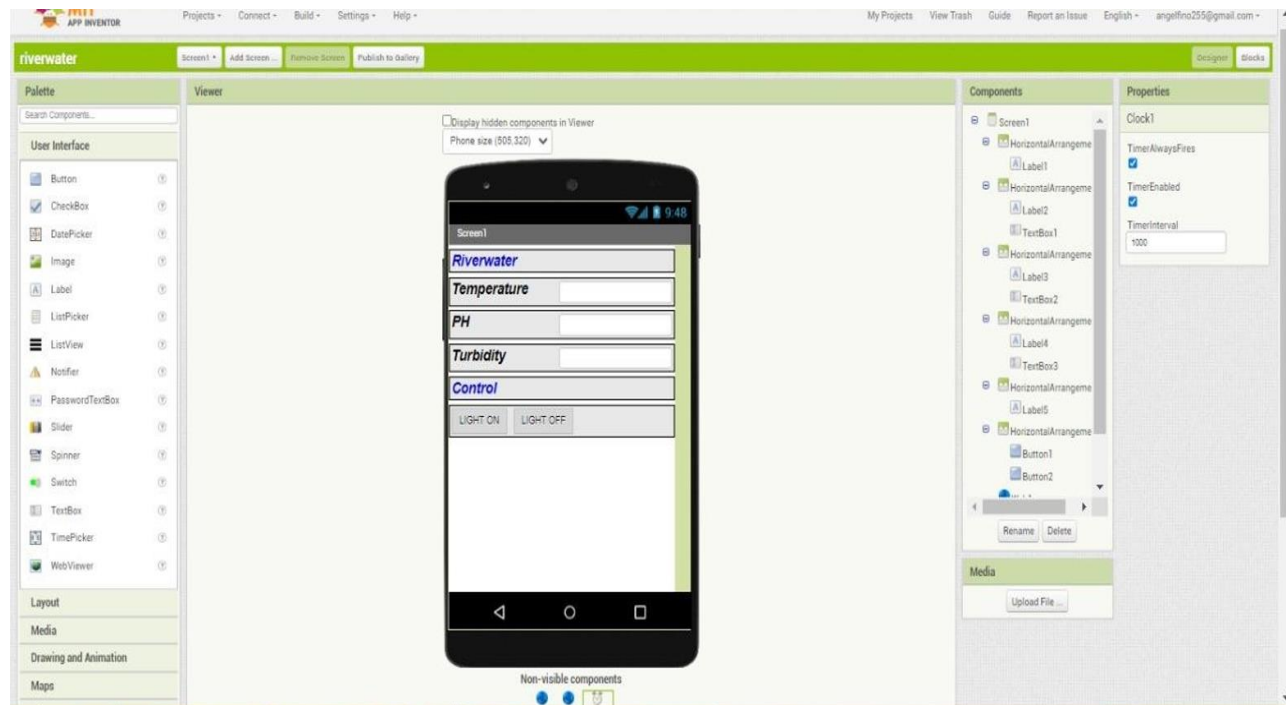 MIT
APP INVENTOR
Projects Connect Build Settings Help
My Projects View Trash Guide Report an Issue English angelfino255@gmail.com
riverwater
Screen1 Add Screen ... Remove Screen Publish to Gallery
Designer Blocks
Palette
Search Components...
User Interface
Button
CheckBox
DatePicker
Image
Label
ListPicker
ListView
Notifier
PasswordTextBox
Slider
Spinner
Switch
TextBox
TimePicker
WebViewer
Layout
Media
Drawing and Animation
Maps
Viewer
Display hidden components in Viewer
Phone size (505,320)
9:48
Screen1
Riverwater
Temperature
PH
Turbidity
Control
LIGHT ON LIGHT OFF
Non-visible components
Components
Screen1
HorizontalArrangeme
Label1
HorizontalArrangeme
Label2
TextBox1
HorizontalArrangeme
Label3
TextBox2
HorizontalArrangeme
Label4
TextBox3
HorizontalArrangeme
Label5
HorizontalArrangeme
Button1
Button2
Rename Delete
Media
Upload File ...
Properties
Clock1
TimerAlwaysFires
TimerEnabled
TimerInterval
1000